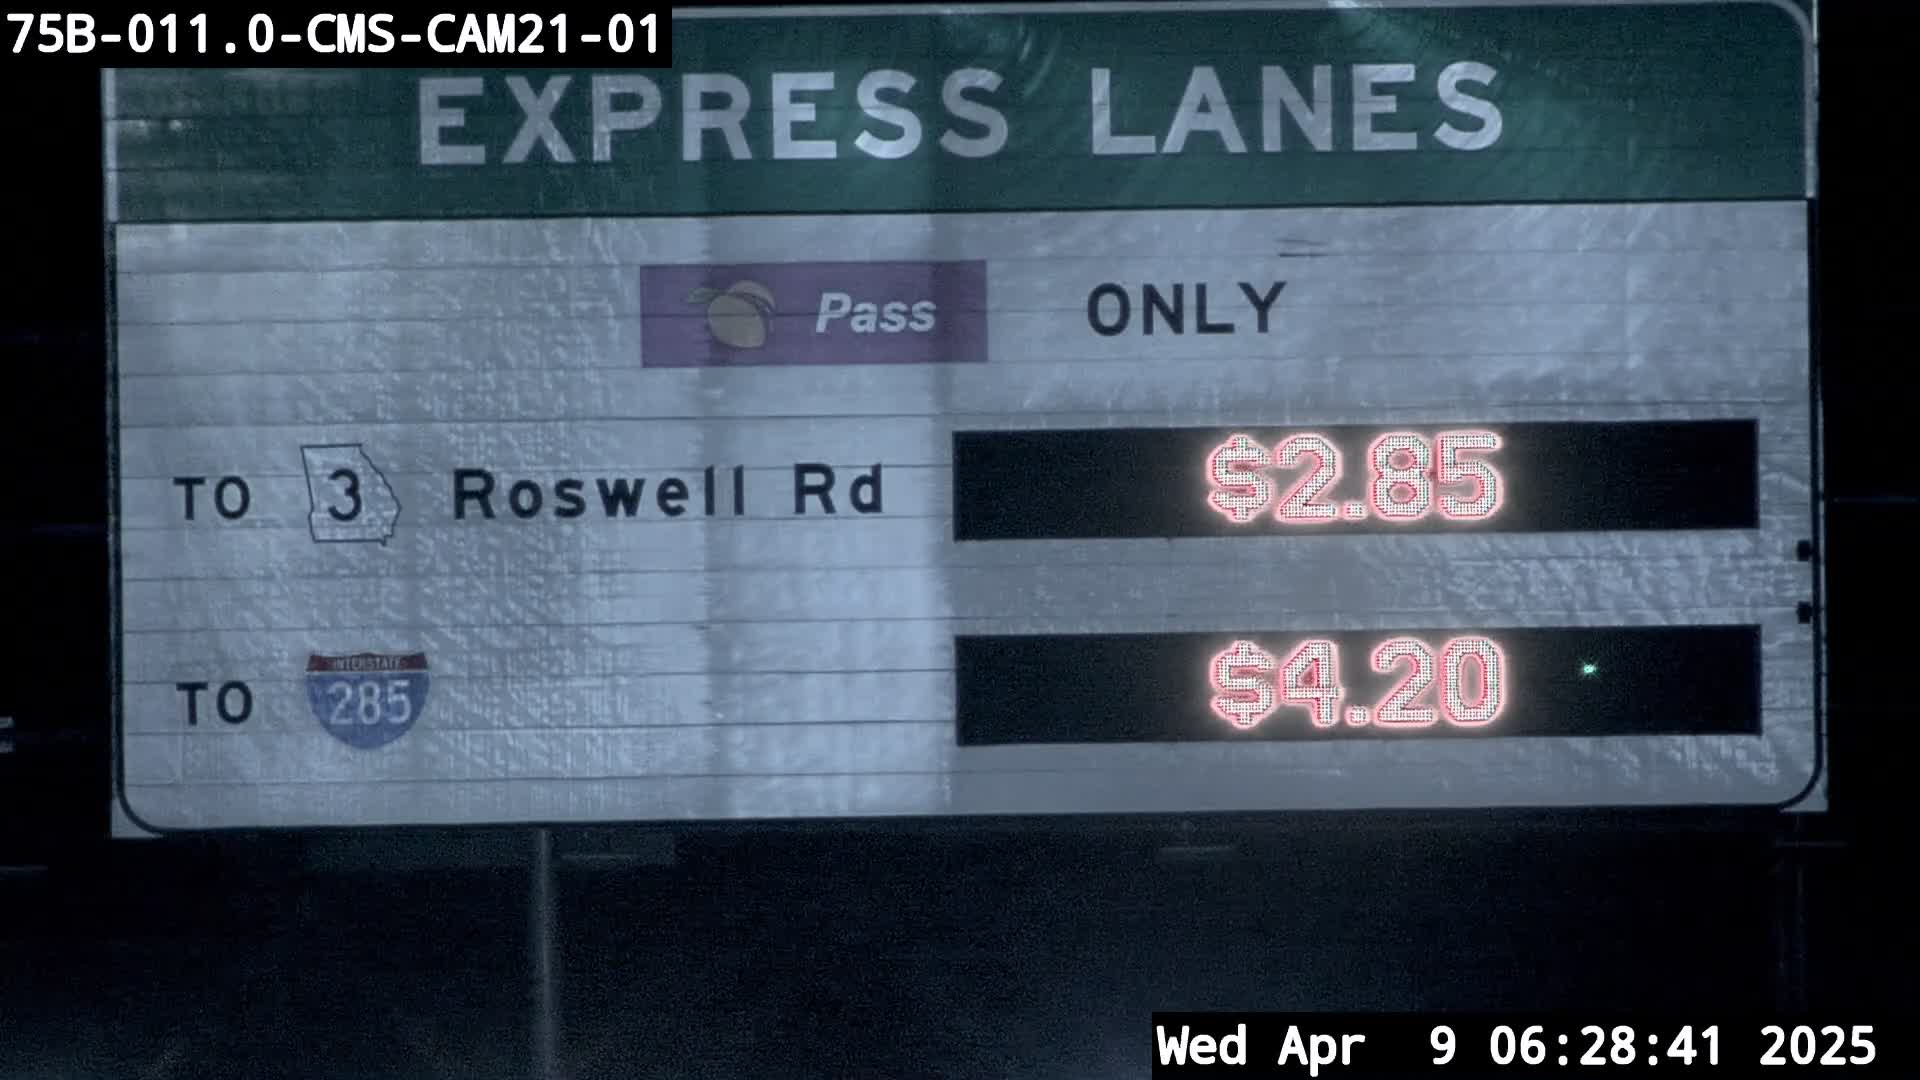 75B-011.0-CMS-CAM21-01
EXPRESS LANES
Pass ONLY
TO 3 Roswell Rd $2.85
TO INTERSTATE 285 $4.20
Wed Apr 9 06:28:41 2025